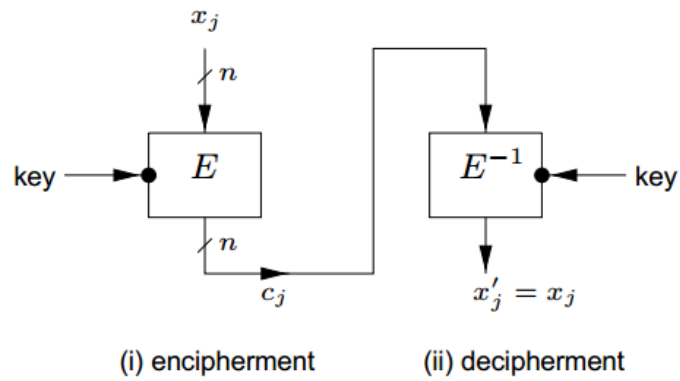 x_j
n
key
E
E^{-1}
key
n
c_j
x'_j = x_j
(i) encipherment
(ii) decipherment